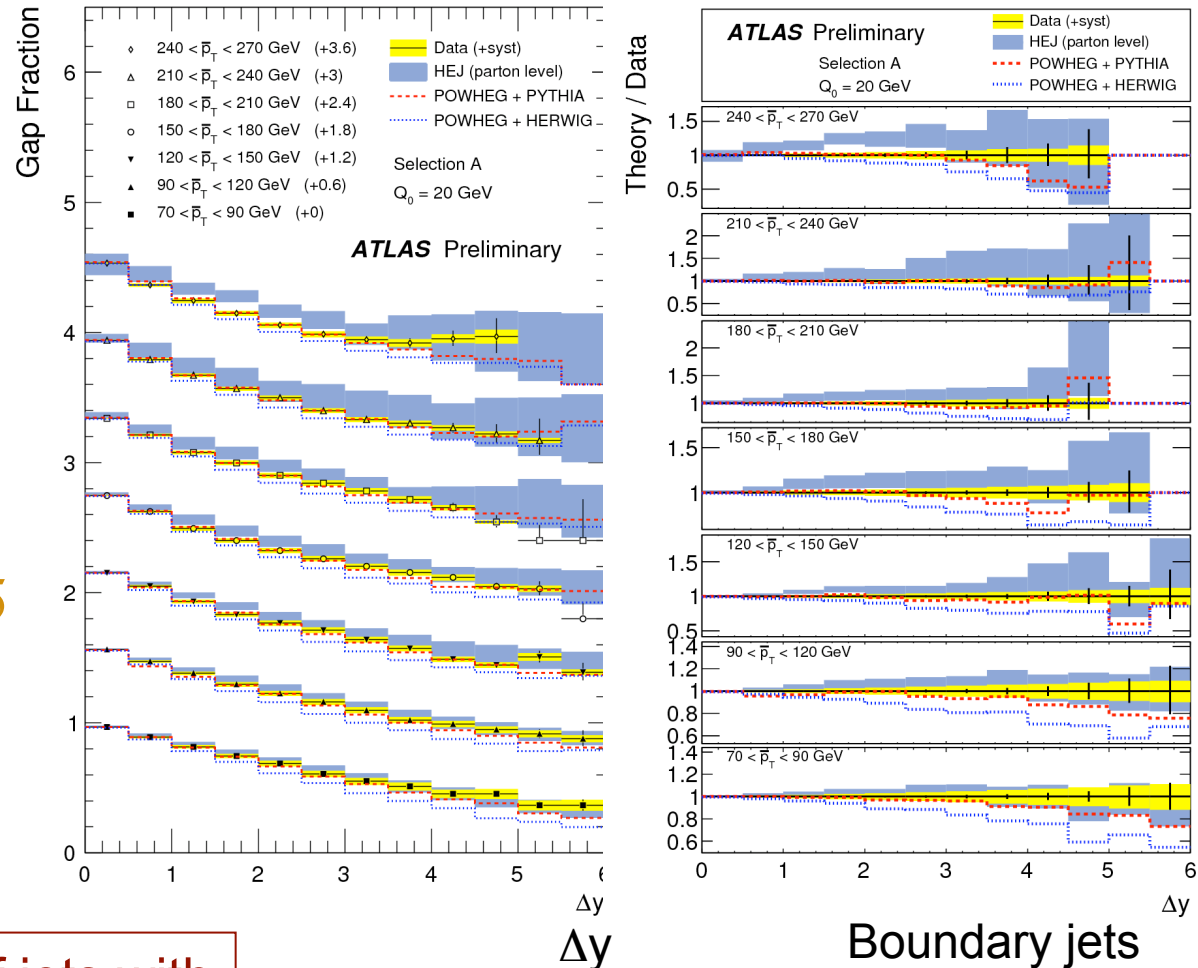 Gap Fraction
6
5
4
3
2
1
0
240 < p̅T < 270 GeV (+3.6)
210 < p̅T < 240 GeV (+3)
180 < p̅T < 210 GeV (+2.4)
150 < p̅T < 180 GeV (+1.8)
120 < p̅T < 150 GeV (+1.2)
90 < p̅T < 120 GeV (+0.6)
70 < p̅T < 90 GeV (+0)
Data (+syst)
HEJ (parton level)
POWHEG + PYTHIA
POWHEG + HERWIG
Selection A
Q0 = 20 GeV
ATLAS Preliminary
0 1 2 3 4 5
Δy
Δy
Theory / Data
ATLAS Preliminary
Selection A
Q0 = 20 GeV
Data (+syst)
HEJ (parton level)
POWHEG + PYTHIA
POWHEG + HERWIG
240 < p̅T < 270 GeV
1.5
1
0.5
210 < p̅T < 240 GeV
2
1.5
1
0.5
180 < p̅T < 210 GeV
2
1.5
1
150 < p̅T < 180 GeV
1.5
1
120 < p̅T < 150 GeV
1.5
1
0.5
90 < p̅T < 120 GeV
1.4
1.2
1
0.8
0.6
70 < p̅T < 90 GeV
1.4
1.2
1
0.8
0.6
0 1 2 3 4 5 6
Δy
Boundary jets
jets with